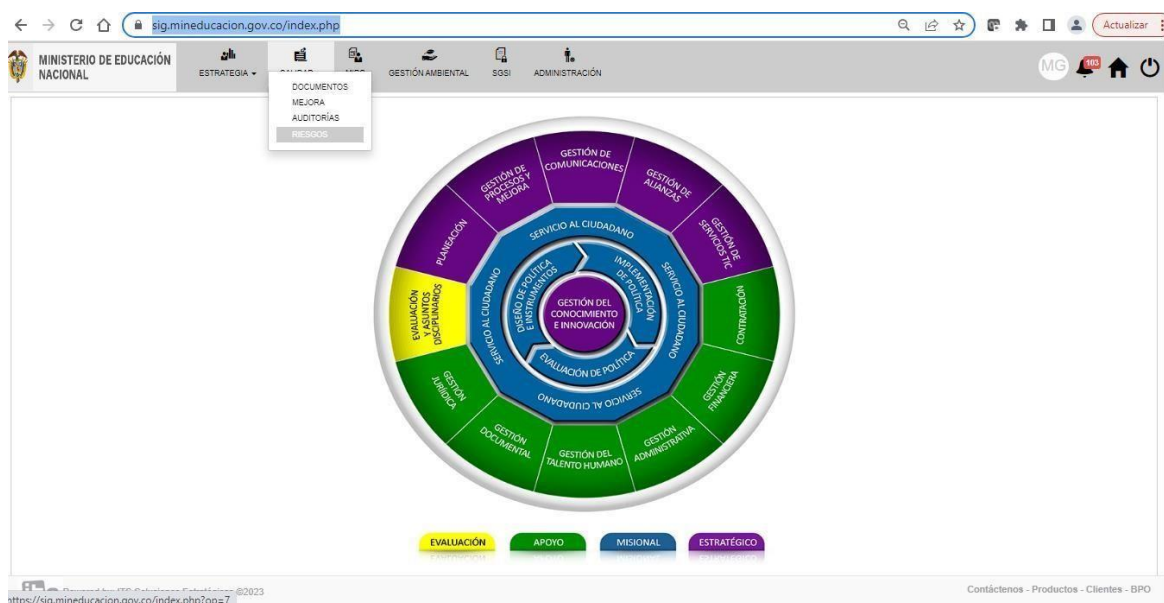 sig.mineducacion.gov.co/index.php
Actualizar
MINISTERIO DE EDUCACIÓN
NACIONAL
ESTRATEGIA
GESTIÓN AMBIENTAL
SGSI
ADMINISTRACIÓN
MG
103
DOCUMENTOS
MEJORA
AUDITORÍAS
RIESGOS
GESTIÓN DE
COMUNICACIONES
GESTIÓN DE
PROCESOS Y
MEJORA
GESTIÓN DE
ALIANZAS
PLANEACIÓN
GESTIÓN DE
SERVICIOS TIC
SERVICIO AL CIUDADANO
SERVICIO AL CIUDADANO
SERVICIO AL CIUDADANO
SERVICIO AL CIUDADANO
DISEÑO DE POLÍTICA
E INSTRUMENTOS
IMPLEMENTACIÓN
DE POLÍTICA
EVALUACIÓN DE POLÍTICA
GESTIÓN DEL
CONOCIMIENTO
E INNOVACIÓN
EVALUACIÓN
Y ASUNTOS
DISCIPLINARIOS
CONTRATACIÓN
GESTIÓN
JURÍDICA
GESTIÓN
FINANCIERA
GESTIÓN
DOCUMENTAL
GESTIÓN DEL
TALENTO HUMANO
GESTIÓN
ADMINISTRATIVA
EVALUACIÓN
APOYO
MISIONAL
ESTRATÉGICO
©2023
Contáctenos - Productos - Clientes - BPO
https://sig.mineducacion.gov.co/index.php?op=7